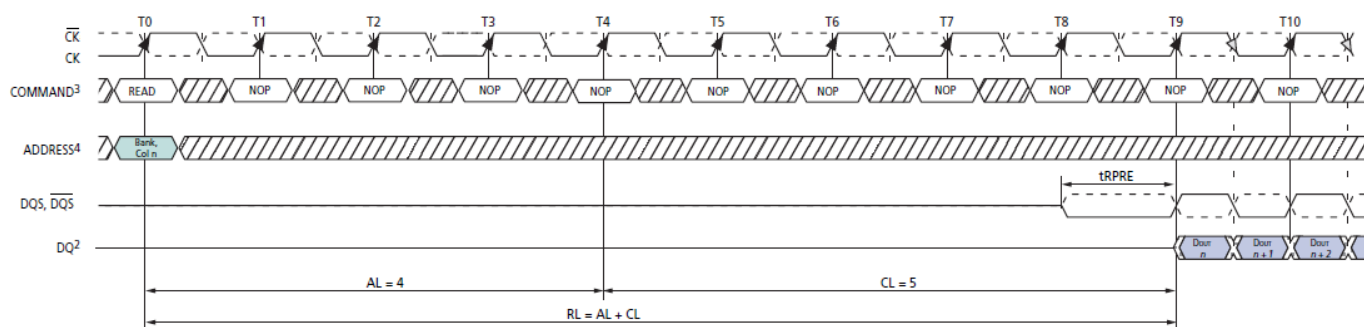 T0 T1 T2 T3 T4 T5 T6 T7 T8 T9 T10
CK
CK
COMMAND³ READ NOP NOP NOP NOP NOP NOP NOP NOP NOP NOP
ADDRESS⁴ Bank,
Col n
tRPRE
DQS, DQS
DQ² DOUT DOUT DOUT
n n + 1 n + 2
AL = 4 CL = 5
RL = AL + CL